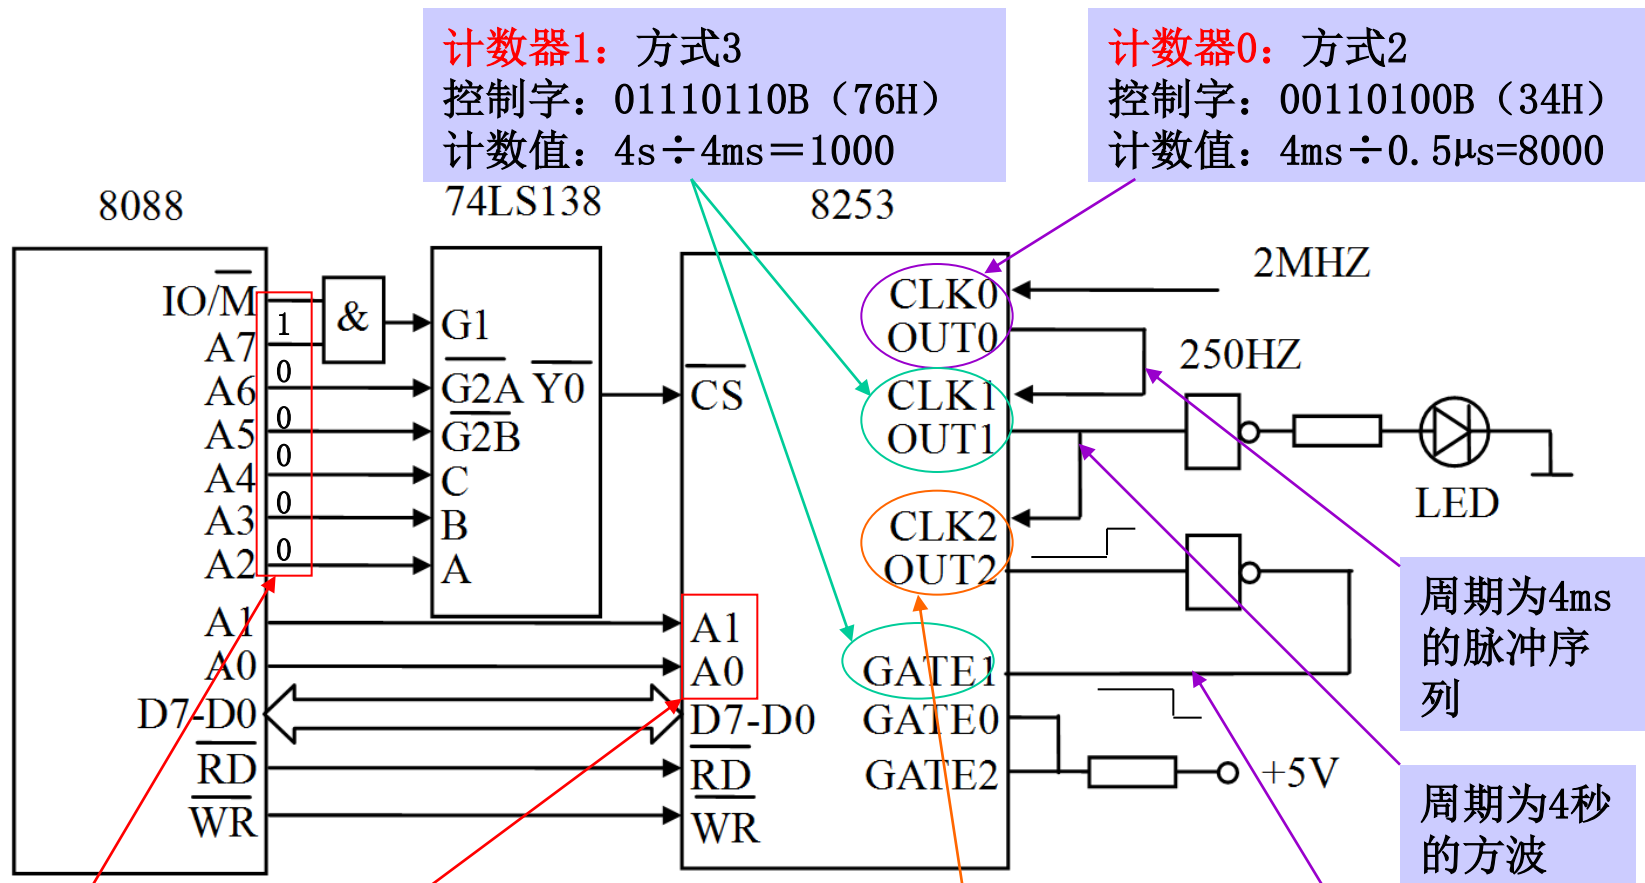 计数器1：方式3
控制字：01110110B（76H）
计数值：4s÷4ms＝1000
计数器0：方式2
控制字：00110100B（34H）
计数值：4ms÷0.5μs=8000
8088
74LS138
8253
IO/M
A7
A6
A5
A4
A3
A2
A1
A0
D7-D0
RD
WR
1
0
0
0
0
0
&
G1
G2A
Y0
G2B
C
B
A
CS
A1
A0
D7-D0
RD
WR
CLK0
OUT0
CLK1
OUT1
CLK2
OUT2
GATE1
GATE0
GATE2
2MHZ
250HZ
LED
+5V
周期为4ms
的脉冲序
列
周期为4秒
的方波